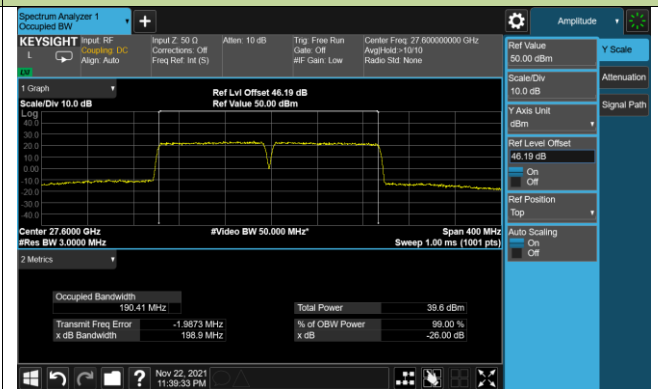 Spectrum Analyzer 1
Occupied BW
+
Amplitude
KEYSIGHT
L
Input: RF
Coupling: DC
Align: Auto
Input Z: 50 Ω
Corrections: Off
Freq Ref: Int (S)
Atten: 10 dB
Trig: Free Run
Gate: Off
#IF Gain: Low
Center Freq: 27.600000000 GHz
Avg|Hold:>10/10
Radio Std: None
1 Graph
Scale/Div 10.0 dB
Ref Lvl Offset 46.19 dB
Ref Value 50.00 dBm
Log
40.0
30.0
20.0
10.0
0.00
-10.0
-20.0
-30.0
-40.0
Center 27.6000 GHz
#Res BW 3.0000 MHz
#Video BW 50.000 MHz*
Span 400 MHz
Sweep 1.00 ms (1001 pts)
2 Metrics
Occupied Bandwidth
190.41 MHz
Total Power 39.6 dBm
Transmit Freq Error -1.9873 MHz
% of OBW Power 99.00 %
x dB Bandwidth 198.9 MHz
x dB -26.00 dB
?
Nov 22, 2021
11:39:33 PM
Ref Value
50.00 dBm
Scale/Div
10.0 dB
Y Axis Unit
dBm
Ref Level Offset
46.19 dB
On
Off
Ref Position
Top
Auto Scaling
On
Off
Y Scale
Attenuation
Signal Path